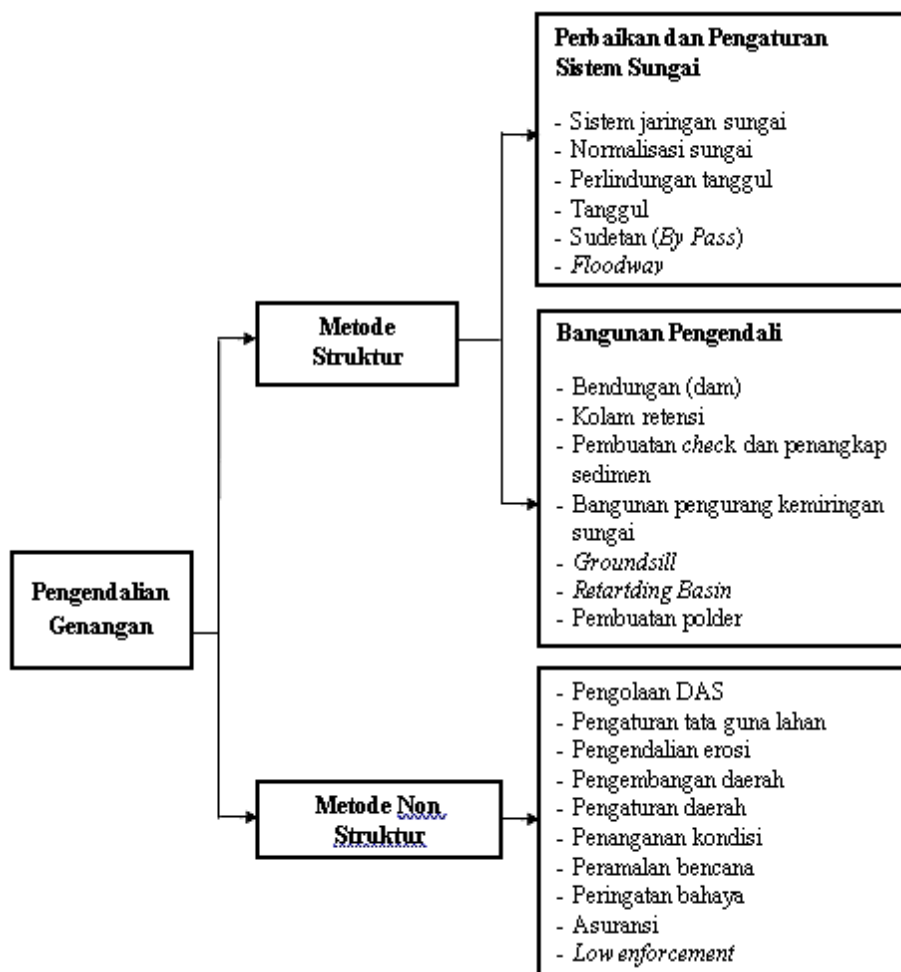 Perbaikan dan Pengaturan
Sistem Sungai
- Sistem jaringan sungai
- Normalisasi sungai
- Perlindungan tanggul
- Tanggul
- Sudetan (By Pass)
- Floodway
Metode
Struktur
Bangunan Pengendali
- Bendungan (dam)
- Kolam retensi
- Pembuatan check dan penangkap
sedimen
- Bangunan pengurang kemiringan
sungai
- Groundsill
- Retartding Basin
- Pembuatan polder
Pengendalian
Genangan
Metode Non
Struktur
- Pengolaan DAS
- Pengaturan tata guna lahan
- Pengendalian erosi
- Pengembangan daerah
- Pengaturan daerah
- Penanganan kondisi
- Peramalan bencana
- Peringatan bahaya
- Asuransi
- Low enforcement